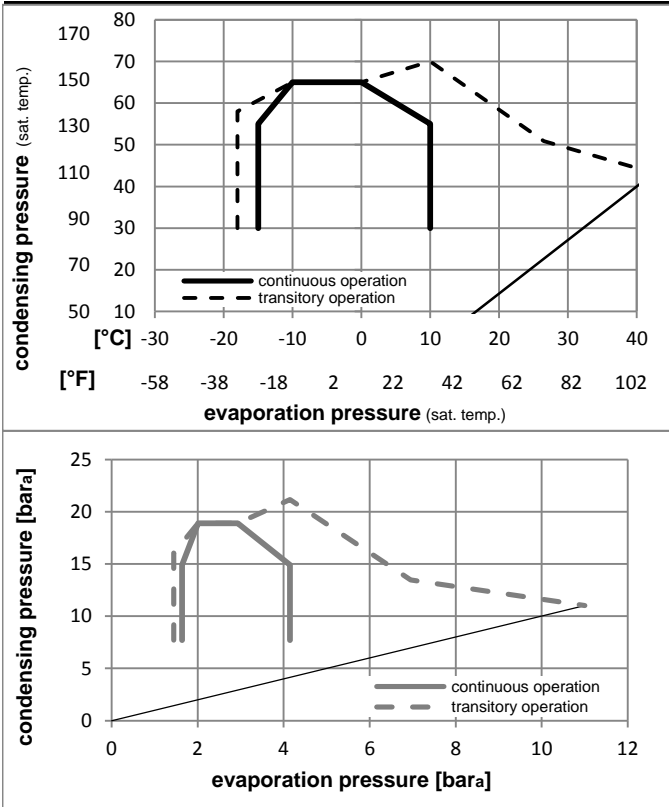 condensing pressure (sat. temp.)
170 80
150 70
130 60
110 50
90 40
70 30
50 20
10
continuous operation
transitory operation
[°C] -30 -20 -10 0 10 20 30 40
[°F] -58 -38 -18 2 22 42 62 82 102
evaporation pressure (sat. temp.)
condensing pressure [bara]
25
20
15
10
5
0
continuous operation
transitory operation
0 2 4 6 8 10 12
evaporation pressure [bara]